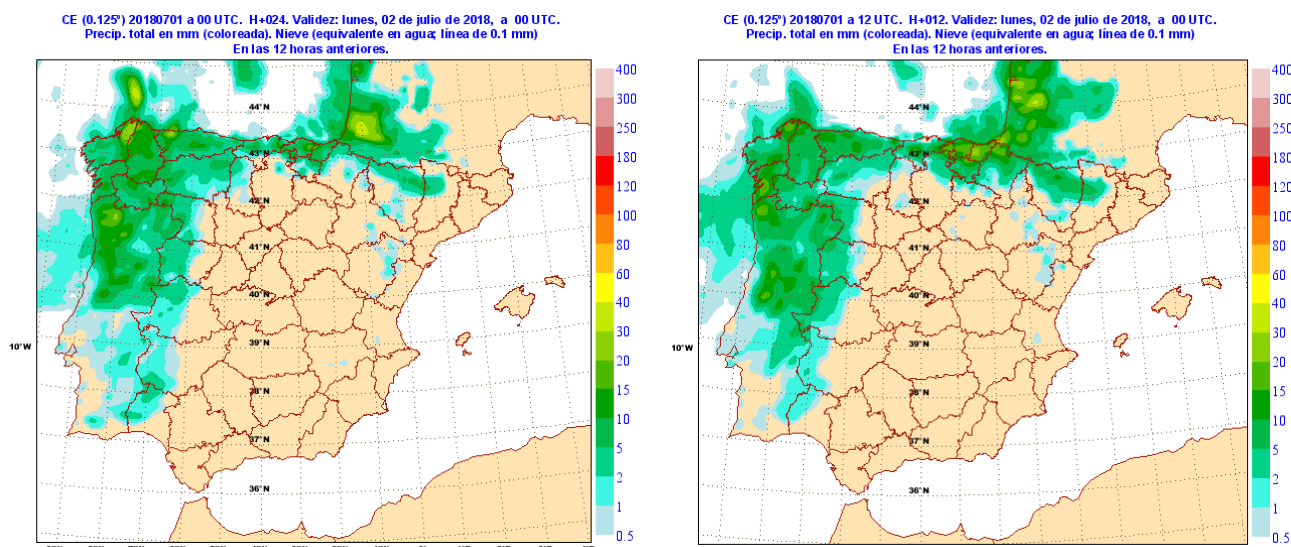 CE (0.125º) 20180701 a 00 UTC. H+024. Validez: lunes, 02 de julio de 2018, a 00 UTC.
Precip. total en mm (coloreada). Nieve (equivalente en agua; línea de 0.1 mm)
En las 12 horas anteriores.
44°N
43°N
42°N
41°N
40°N
10°W
39°N
38°N
37°N
36°N
400
300
250
180
120
100
80
60
40
30
20
15
10
5
2
1
0.5
CE (0.125º) 20180701 a 12 UTC. H+012. Validez: lunes, 02 de julio de 2018, a 00 UTC.
Precip. total en mm (coloreada). Nieve (equivalente en agua; línea de 0.1 mm)
En las 12 horas anteriores.
44°N
43°N
42°N
41°N
40°N
10°W
39°N
38°N
37°N
36°N
400
300
250
180
120
100
80
60
40
30
20
15
10
5
2
1
0.5